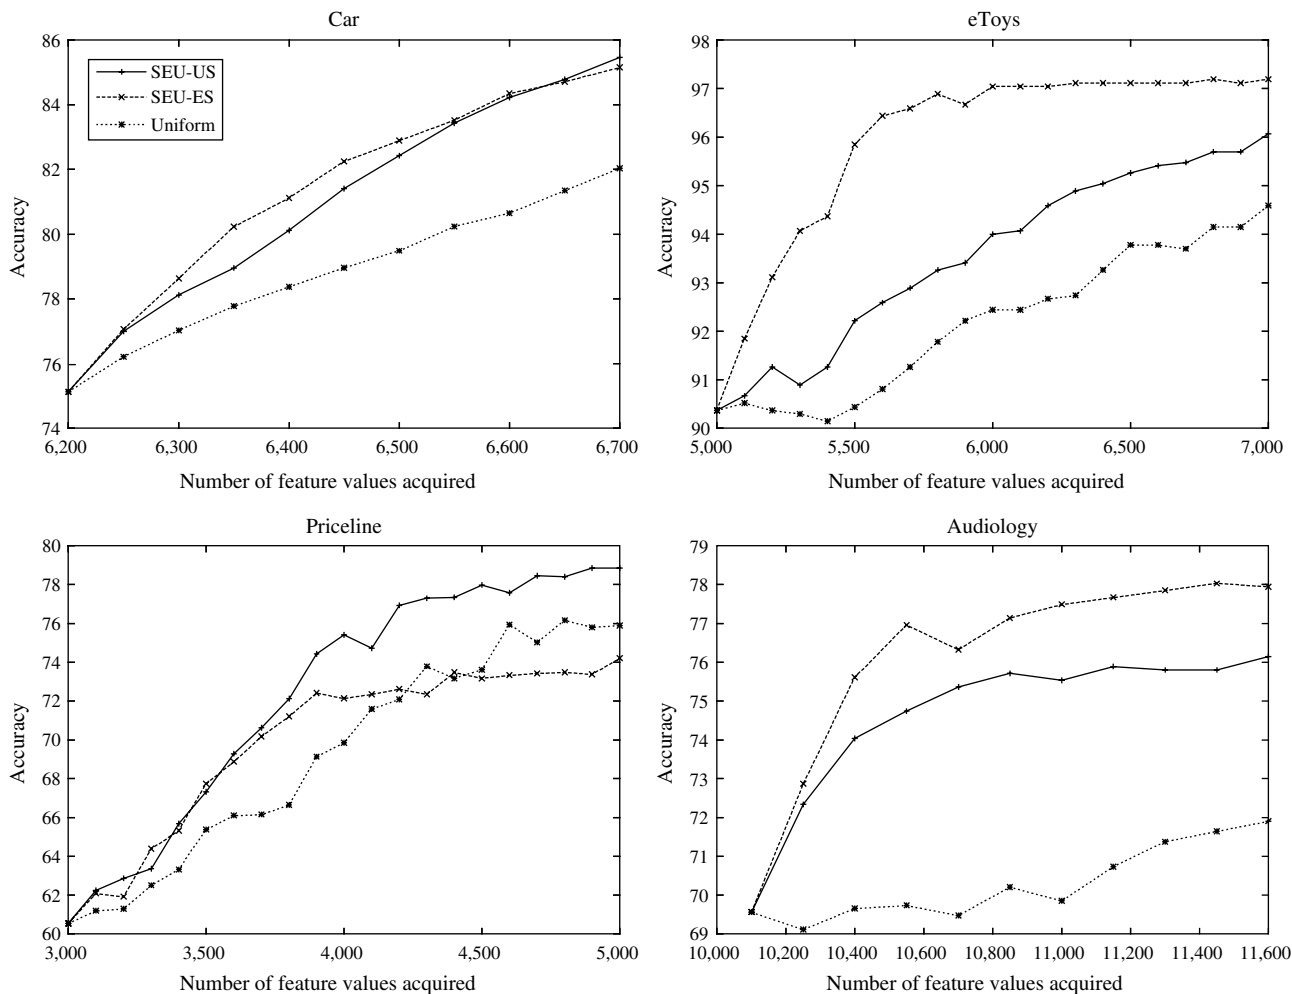 Car
86
84
82
80
78
76
74
Accuracy
SEU-US
SEU-ES
Uniform
6,200 6,300 6,400 6,500 6,600 6,700
Number of feature values acquired
eToys
98
97
96
95
94
93
92
91
90
Accuracy
5,000 5,500 6,000 6,500 7,000
Number of feature values acquired
Priceline
80
78
76
74
72
70
68
66
64
62
60
Accuracy
3,000 3,500 4,000 4,500 5,000
Number of feature values acquired
Audiology
79
78
77
76
75
73
73
72
71
70
69
Accuracy
10,000 10,200 10,400 10,600 10,800 11,000 11,200 11,400 11,600
Number of feature values acquired